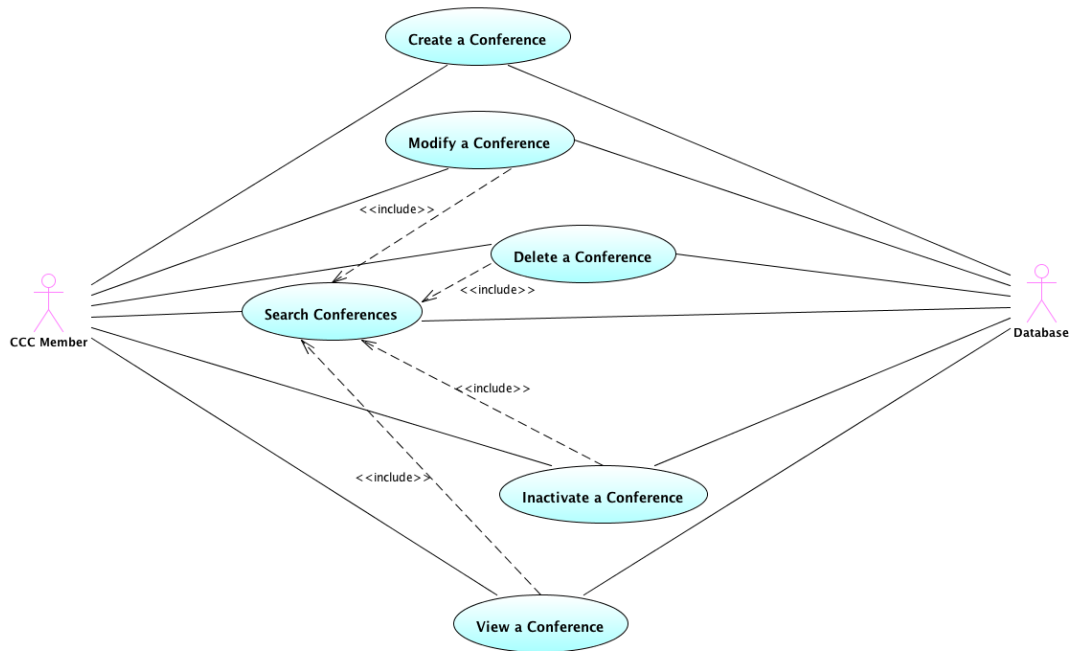 Create a Conference
Modify a Conference
<<include>>
Delete a Conference
<<include>>
Search Conferences
CCC Member
Database
<<include>>
<<include>>
Inactivate a Conference
View a Conference